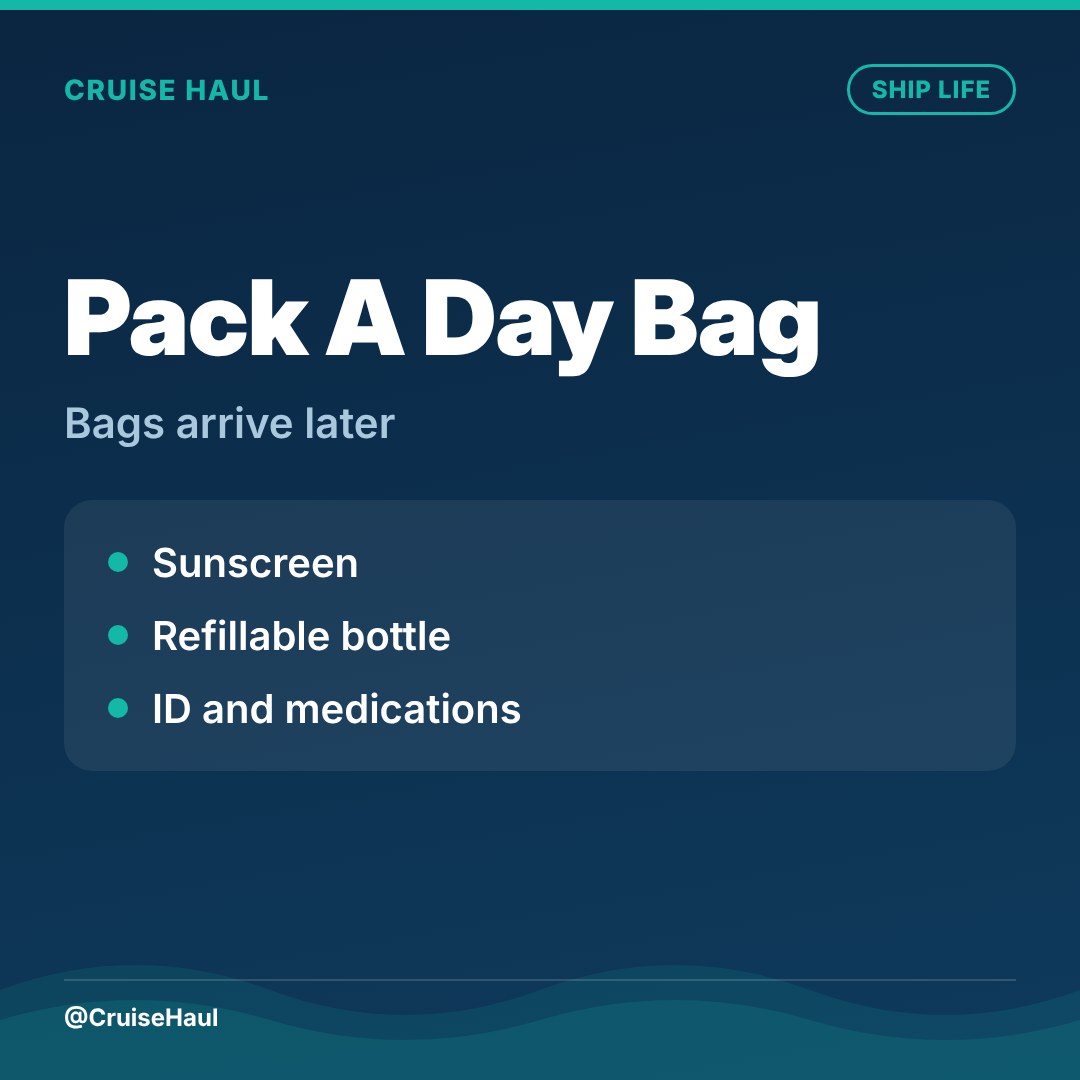 CRUISE HAUL
SHIP LIFE
Pack A Day Bag
Bags arrive later
Sunscreen
Refillable bottle
ID and medications
@CruiseHaul